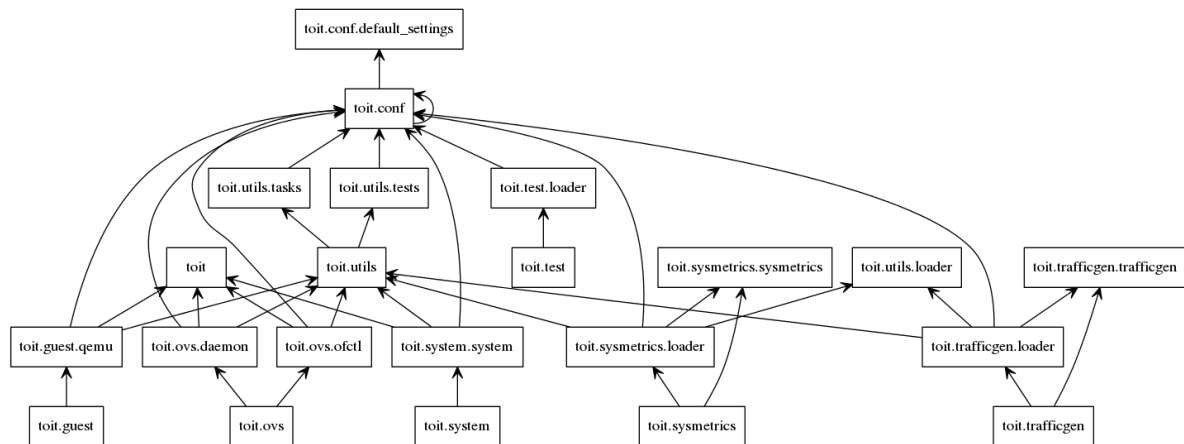 toit.conf.default_settings
toit.conf
toit.utils.tasks
toit.utils.tests
toit.test.loader
toit
toit.utils
toit.test
toit.sysmetrics.sysmetrics
toit.utils.loader
toit.trafficgen.trafficgen
toit.guest.qemu
toit.ovs.daemon
toit.ovs.ofctl
toit.system.system
toit.sysmetrics.loader
toit.trafficgen.loader
toit.guest
toit.ovs
toit.system
toit.sysmetrics
toit.trafficgen